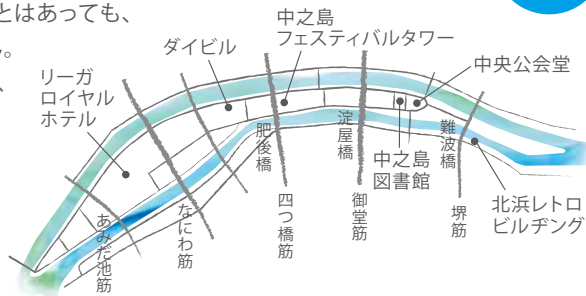 とはあっても、
。
、
中之島
フェスティバルタワー
ダイビル
中央公会堂
リーガ
ロイヤル
ホテル
肥後橋
淀屋橋
難波橋
中之島
図書館
北浜レトロ
ビルヂング
あみだ池筋
なにわ筋
四つ橋筋
御堂筋
堺筋